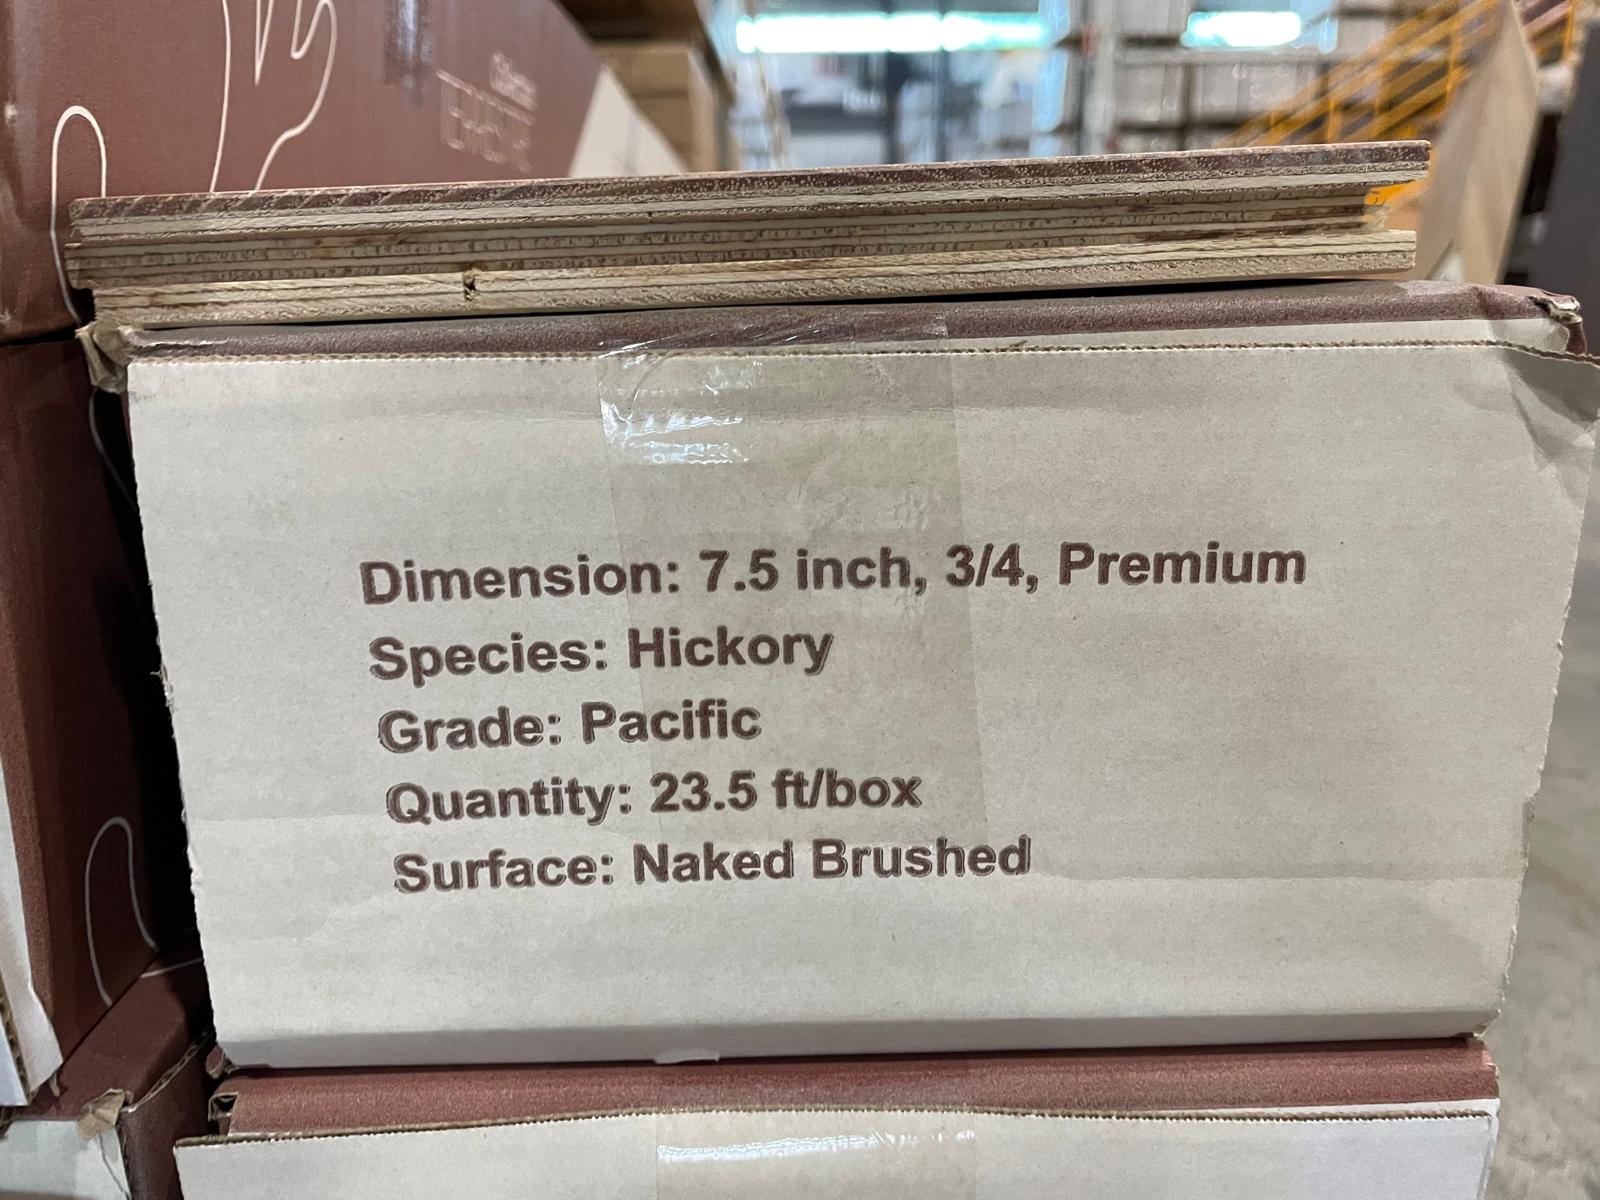 Dimension: 7.5 inch, 3/4, Premium
Species: Hickory
Grade: Pacific
Quantity: 23.5 ft/box
Surface: Naked Brushed